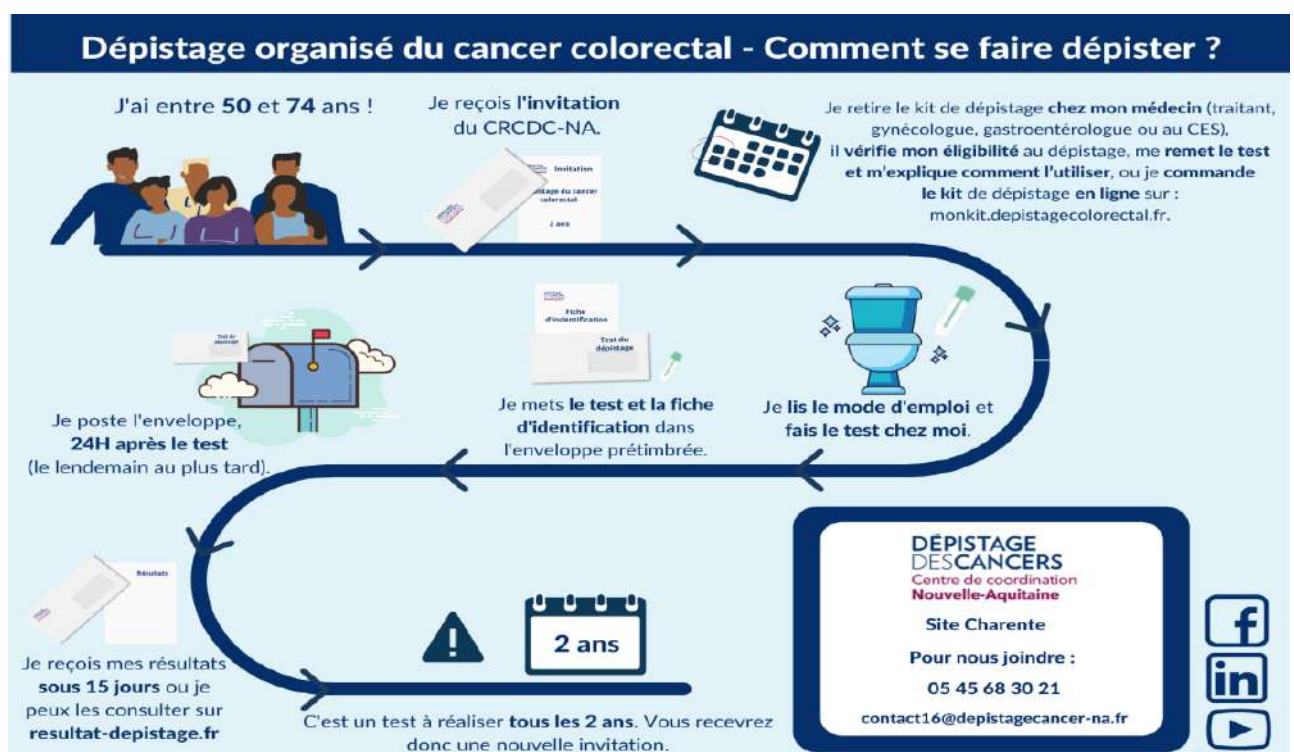 Dépistage organisé du cancer colorectal - Comment se faire dépister ?
J'ai entre 50 et 74 ans !
Je reçois l'invitation
du CRCDC-NA.
Invitation
colorectal
2 ans
Je retire le kit de dépistage chez mon médecin (traitant,
gynécologue, gastroentérologue ou au CES),
il vérifie mon éligibilité au dépistage, me remet le test
et m'explique comment l'utiliser, ou je commande
le kit de dépistage en ligne sur :
monkit.depistagecolorectal.fr.
Je lis le mode d'emploi et
fais le test chez moi.
Fiche
d'indentification
Test du
dépistage
Je mets le test et la fiche
d'identification dans
l'enveloppe prétimbrée.
Je poste l'enveloppe,
24H après le test
(le lendemain au plus tard).
Résultats
Je reçois mes résultats
sous 15 jours ou je
peux les consulter sur
resultat-depistage.fr
2 ans
C'est un test à réaliser tous les 2 ans. Vous recevrez
donc une nouvelle invitation.
DÉPISTAGE
DESCANCERS
Centre de coordination
Nouvelle-Aquitaine
Site Charente
Pour nous joindre :
05 45 68 30 21
contact16@depistagecancer-na.fr